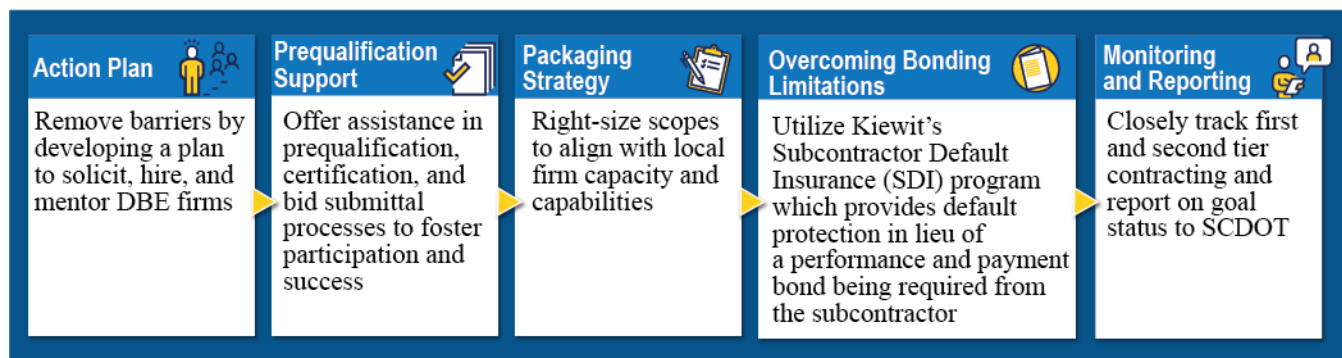 Action Plan
Remove barriers by
developing a plan
to solicit, hire, and
mentor DBE firms
Prequalification
Support
Offer assistance in
prequalification,
certification, and
bid submittal
processes to foster
participation and
success
Packaging
Strategy
Right-size scopes
to align with local
firm capacity and
capabilities
Overcoming Bonding
Limitations
Utilize Kiewit’s
Subcontractor Default
Insurance (SDI) program
which provides default
protection in lieu of
a performance and payment
bond being required from
the subcontractor
Monitoring
and Reporting
Closely track first
and second tier
contracting and
report on goal
status to SCDOT